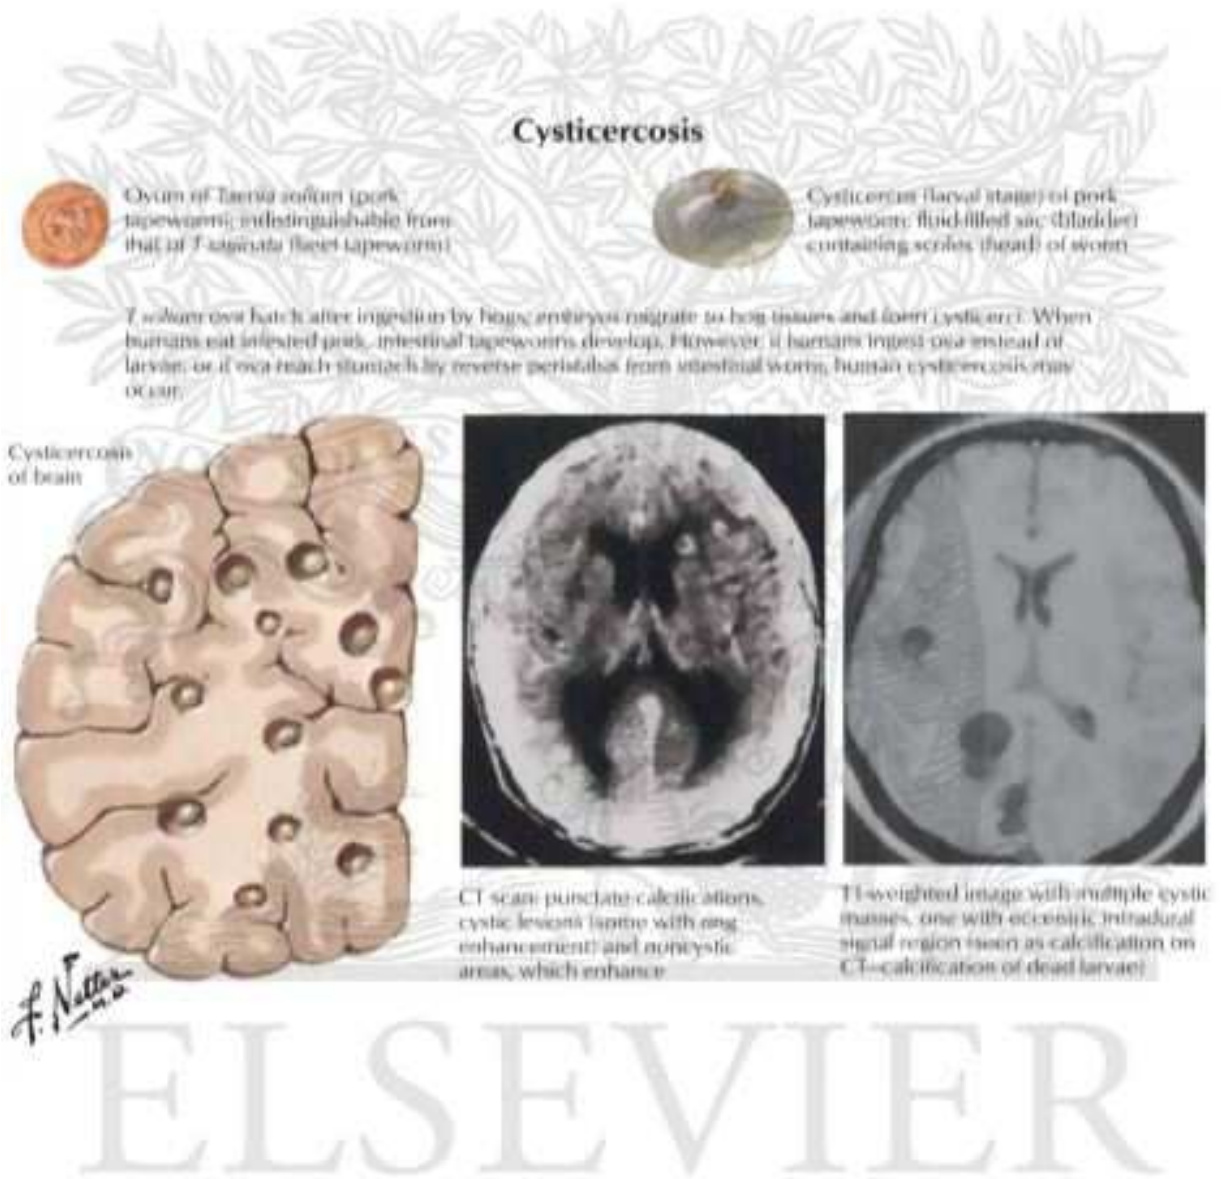 Cysticercosis
Ovum of Taenia solium (pork
tapeworm); indistinguishable from
that of T saginata (beef tapeworm)
Cysticercus (larval stage) of pork
tapeworm: fluid-filled sac (bladder)
containing scolex (head) of worm
T solium ova hatch after ingestion by hogs; embryos migrate to hog tissues and form cysticerci. When
humans eat infested pork, intestinal tapeworms develop. However, if humans ingest ova instead of
larvae, or if ova reach stomach by reverse peristalsis from intestinal worm, human cysticercosis may
occur.
Cysticercosis
of brain
CT scan: punctate calcifications,
cystic lesions (some with ring
enhancement) and noncystic
areas, which enhance
T1-weighted image with multiple cystic
masses, one with eccentric intradural
signal region (seen as calcification on
CT–calcification of dead larvae)
F. Netter
M.D.
ELSEVIER